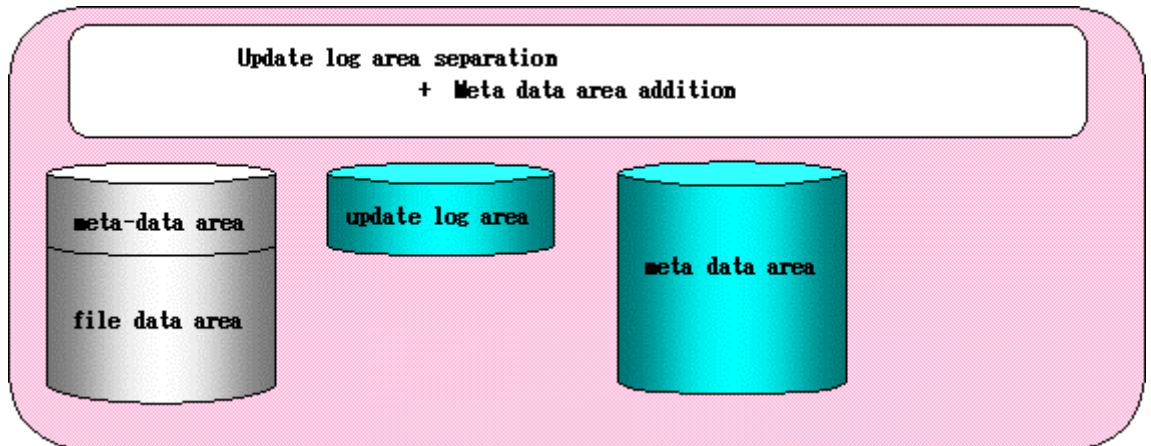 Update log area separation
+ Meta data area addition
meta-data area
file data area
update log area
meta data area